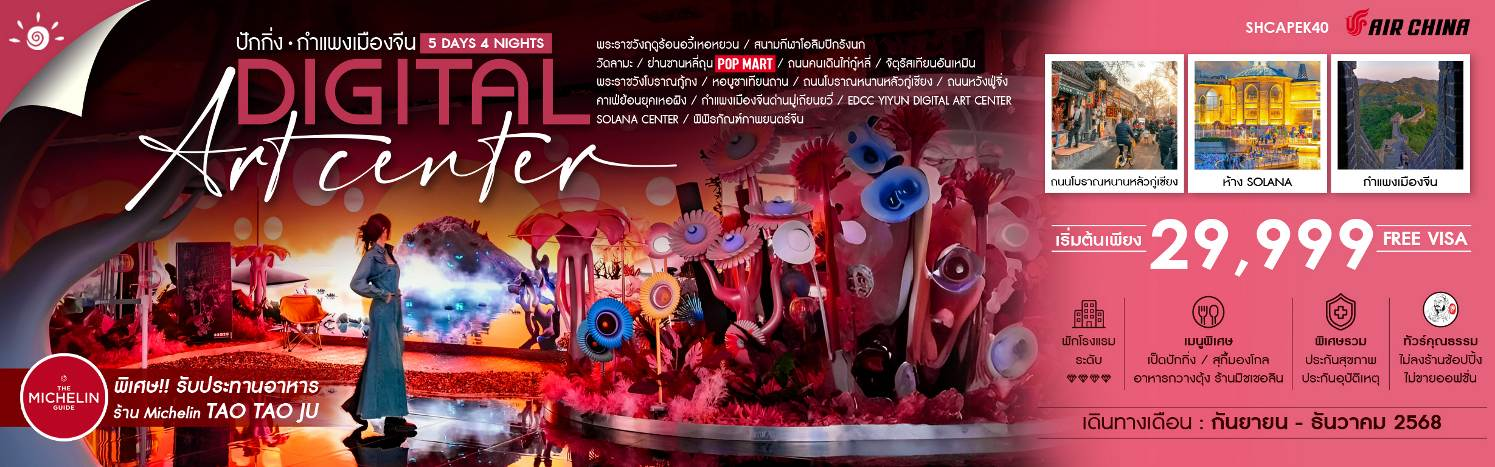 ปักกิ่ง • กำแพงเมืองจีน 5 DAYS 4 NIGHTS
DIGITAL
Art center
พระราชวังฤดูร้อนอวี้เหอหยวน / สนามกีฬาโอลิมปิกรังนก
วัดลามะ / ย่านซานหลี่ถุน POP MART / ถนนคนเดินไท่กู๋หลี่ / จัตุรัสเทียนอันเหมิน
พระราชวังโบราณกู้กง / หอบูชาเทียนถาน / ถนนโบราณหนานหลัวกู่เซียง / ถนนหวังฟูจิ่ง
คาเฟ่ย้อนยุคเหอผิง / กำแพงเมืองจีนด่านมู่เถียนยวี่ / EDCC YIYUN DIGITAL ART CENTER
SOLANA CENTER / พิพิธภัณฑ์ภาพยนตร์จีน
THE
MICHELIN
GUIDE
พิเศษ!! รับประทานอาหาร
ร้าน Michelin TAO TAO JU
SHCAPEK40 AIR CHINA
ถนนโบราณหนานหลัวกู่เซียง
ห้าง SOLANA
กำแพงเมืองจีน
เริ่มต้นเพียง 29,999 FREE VISA
พักโรงแรม
ระดับ
เมนูพิเศษ
เป็ดปักกิ่ง / สุกี้มองโกล
อาหารกวางตุ้ง ร้านมิชเชอลิน
พิเศษรวม
ประกันสุขภาพ
ประกันอุบัติเหตุ
ทัวร์คุณธรรม
ไม่ลงร้านช้อปปิ้ง
ไม่ขายออฟชั่น
เดินทางเดือน : กันยายน - ธันวาคม 2568